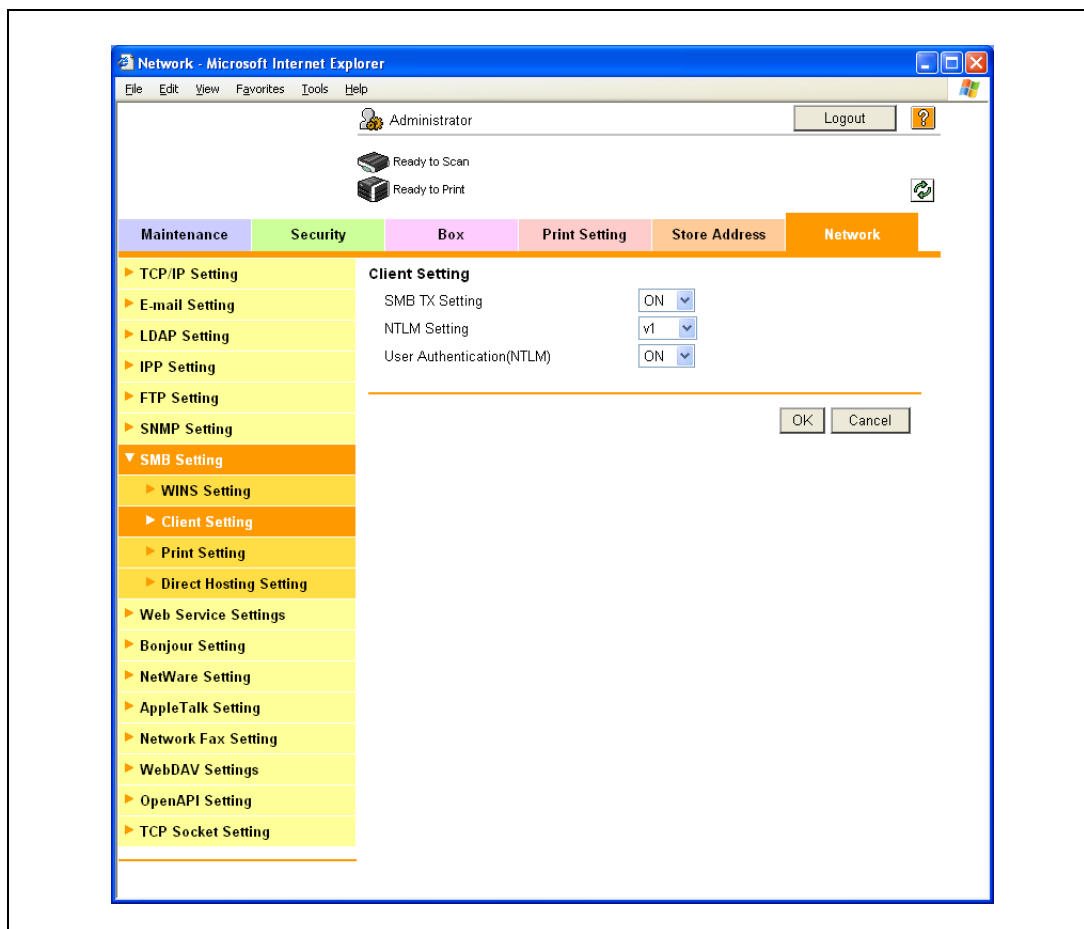 Network - Microsoft Internet Explorer
File Edit View Favorites Tools Help
Administrator
Logout
?
Ready to Scan
Ready to Print
Maintenance Security Box Print Setting Store Address Network
TCP/IP Setting
E-mail Setting
LDAP Setting
IPP Setting
FTP Setting
SNMP Setting
SMB Setting
WINS Setting
Client Setting
Print Setting
Direct Hosting Setting
Web Service Settings
Bonjour Setting
NetWare Setting
AppleTalk Setting
Network Fax Setting
WebDAV Settings
OpenAPI Setting
TCP Socket Setting
Client Setting
SMB TX Setting ON
NTLM Setting v1
User Authentication(NTLM) ON
OK Cancel